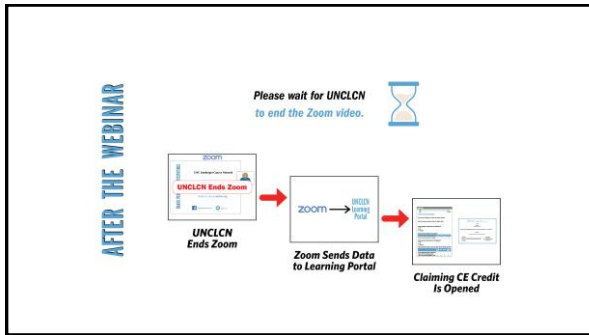 AFTER THE WEBINAR
Please wait for UNCLCN
to end the Zoom video.
zoom
UNCLCN Ends Zoom
UNCLCN
Ends Zoom
zoom
UNCLCN
Learning
Portal
Zoom Sends Data
to Learning Portal
Claiming CE Credit
Is Opened